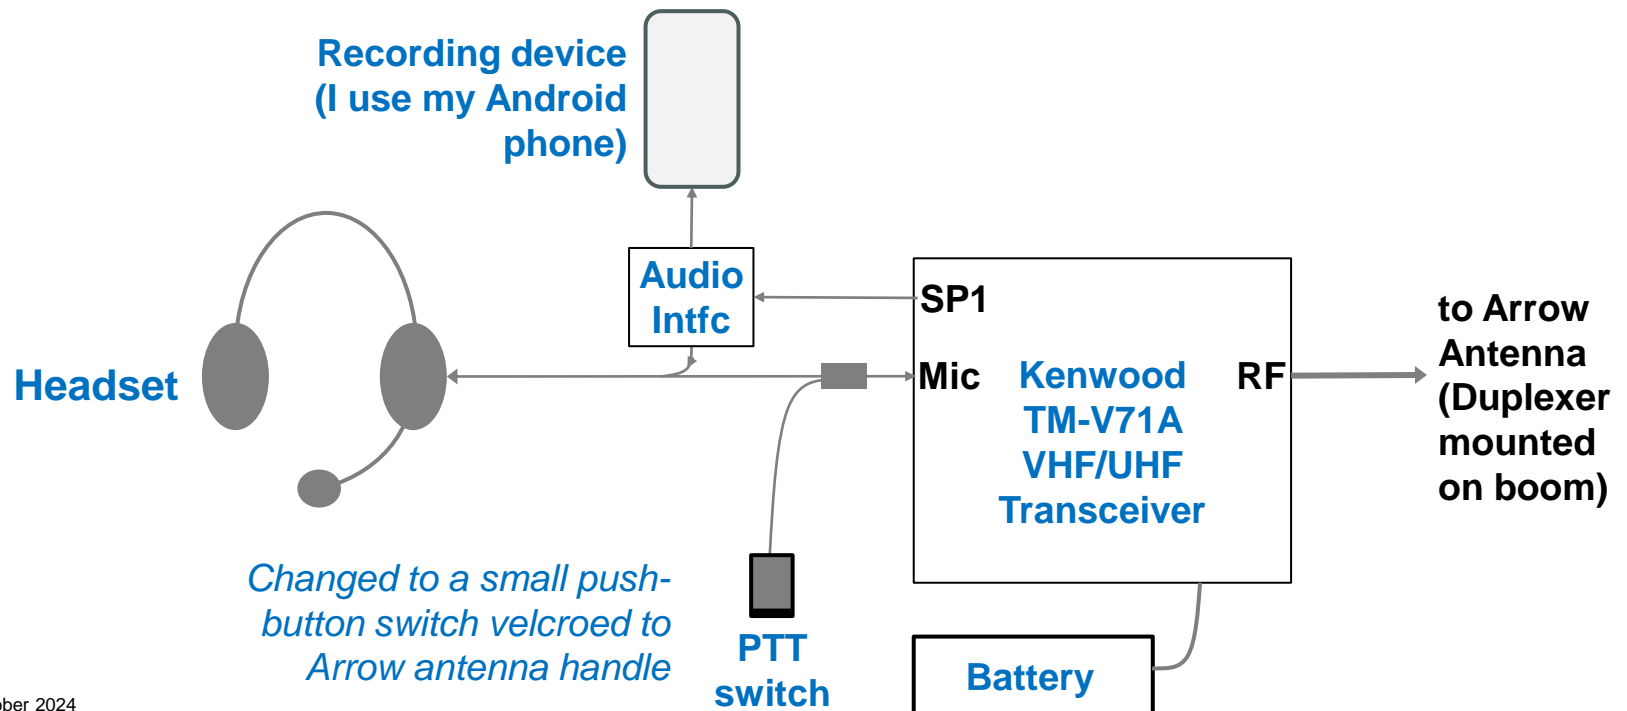 Recording device
(I use my Android
phone)
Audio
Intfc
SP1
Mic
Kenwood
TM-V71A
VHF/UHF
Transceiver
RF
to Arrow
Antenna
(Duplexer
mounted
on boom)
Headset
Changed to a small push-
button switch velcroed to
Arrow antenna handle
PTT
switch
Battery
2024